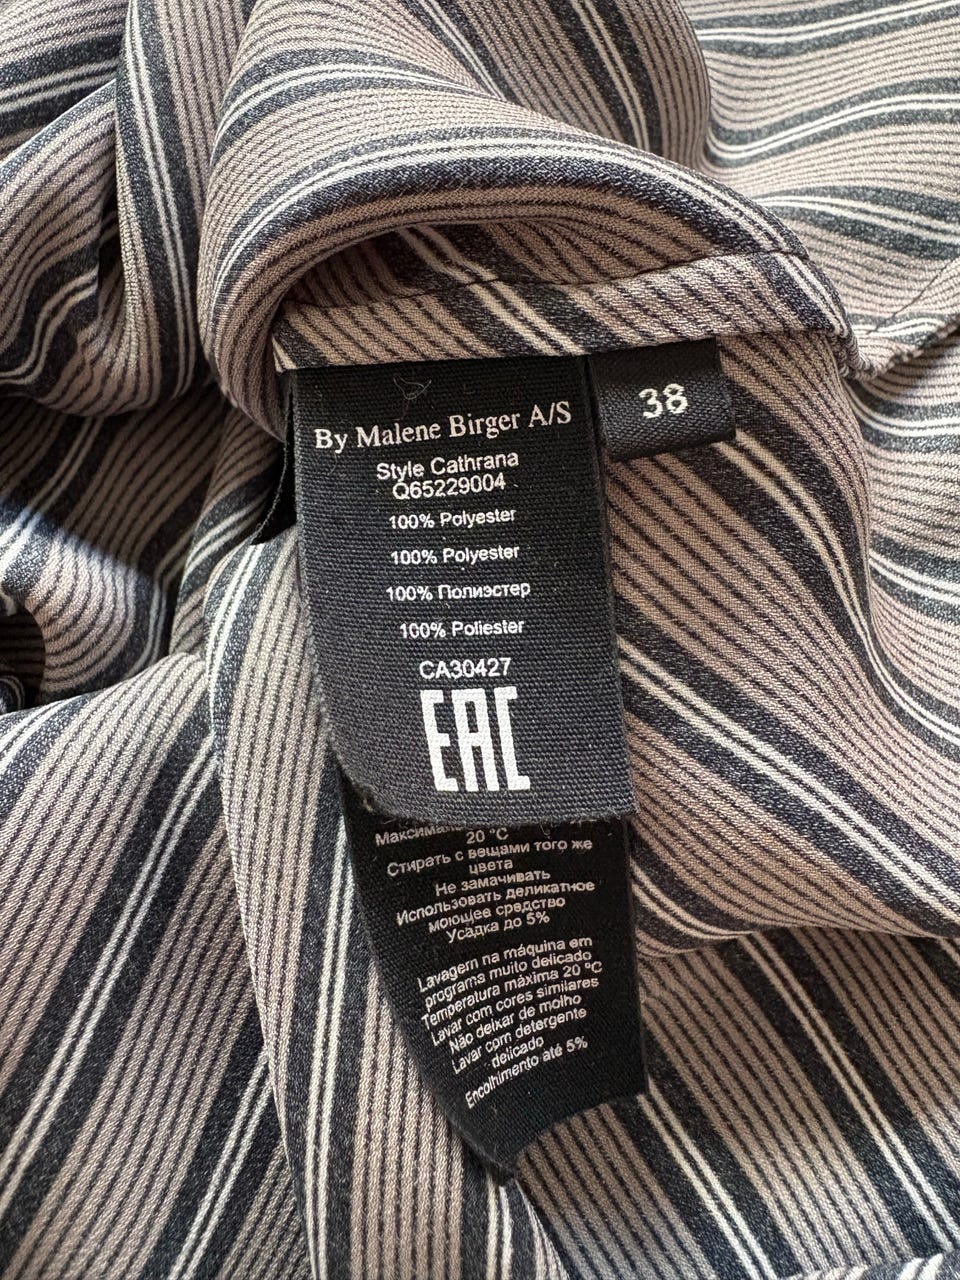 By Malene Birger A/S
38
Style Cathrana
Q65229004
100% Polyester
100% Polyester
100% Полиэстер
100% Poliester
CA30427
EAC
20 °C
Стирать с вещами того же
цвета
Не замачивать
Использовать деликатное
моющее средство
Усадка до 5%
Lavagem na máquina em
programa muito delicado
Temperatura máxima 20 °C
Lavar com cores similares
Não deixar de molho
Lavar com detergente
delicado
Encolhimento até 5%